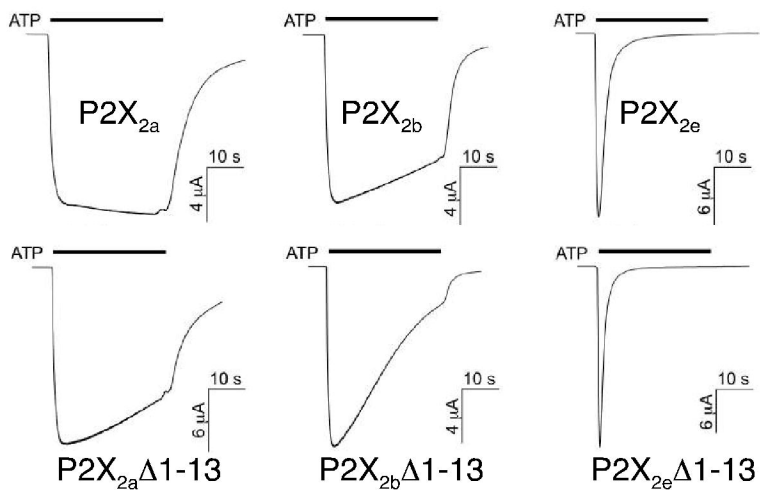 ATP
P2X2a
10 s
4 μA
ATP
P2X2b
10 s
4 μA
ATP
P2X2e
10 s
6 μA
ATP
10 s
6 μA
P2X2aΔ1-13
ATP
10 s
4 μA
P2X2bΔ1-13
ATP
10 s
6 μA
P2X2eΔ1-13